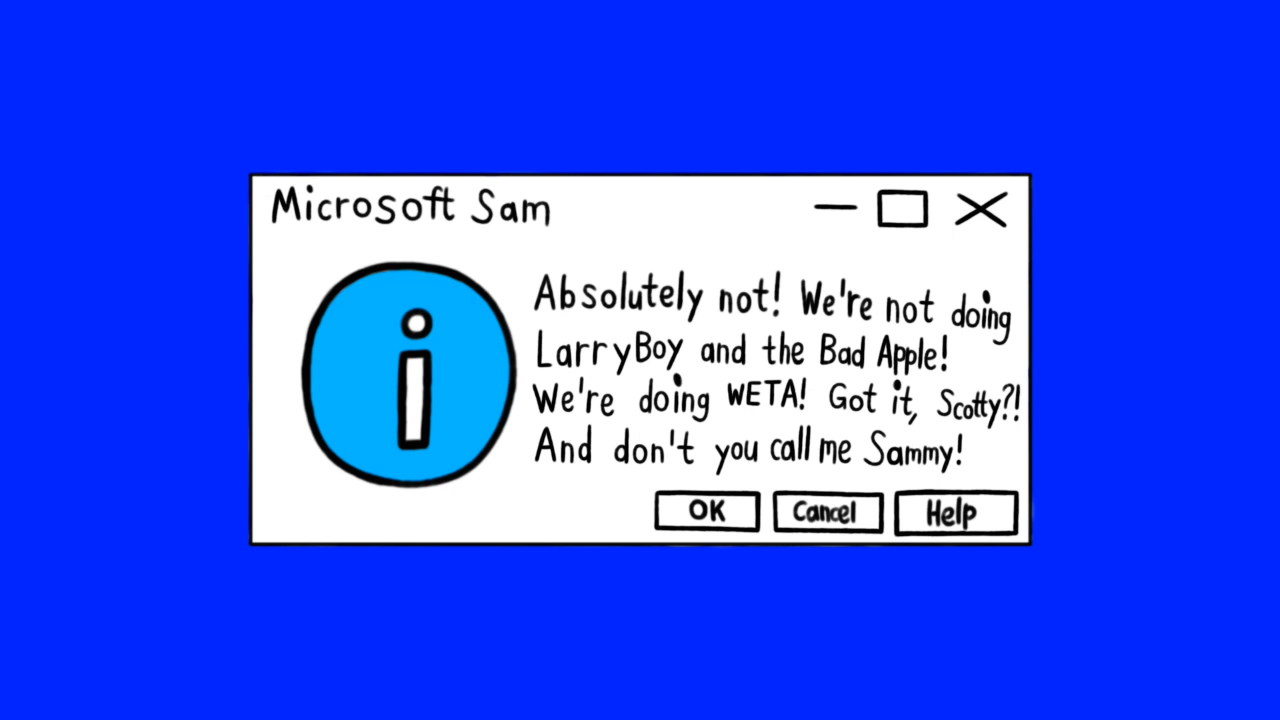 Microsoft Sam
i
Absolutely not! We're not doing
LarryBoy and the Bad Apple!
We're doing WETA! Got it, Scotty?!
And don't you call me Sammy!
OK Cancel Help